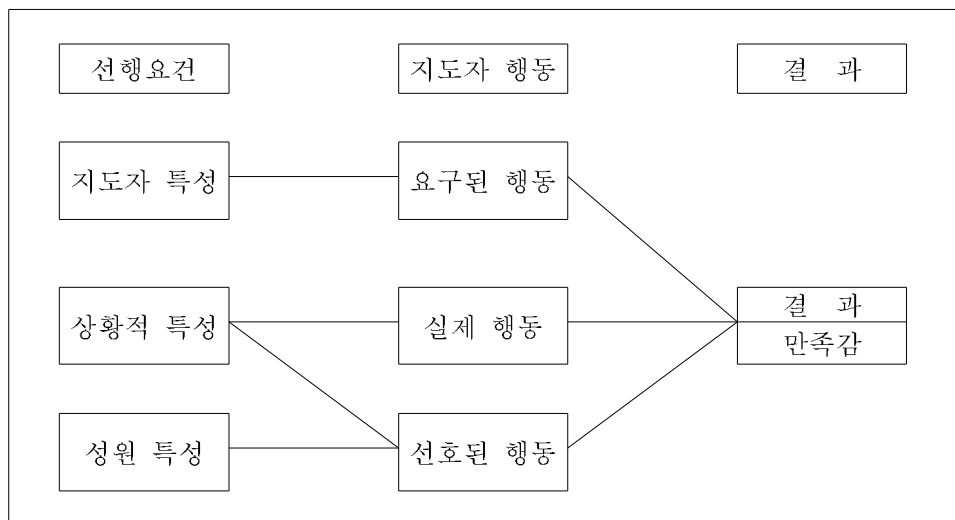 선행요건 지도자 행동 결 과
지도자 특성 요구된 행동
상황적 특성 실제 행동 결 과
만족감
성원 특성 선호된 행동